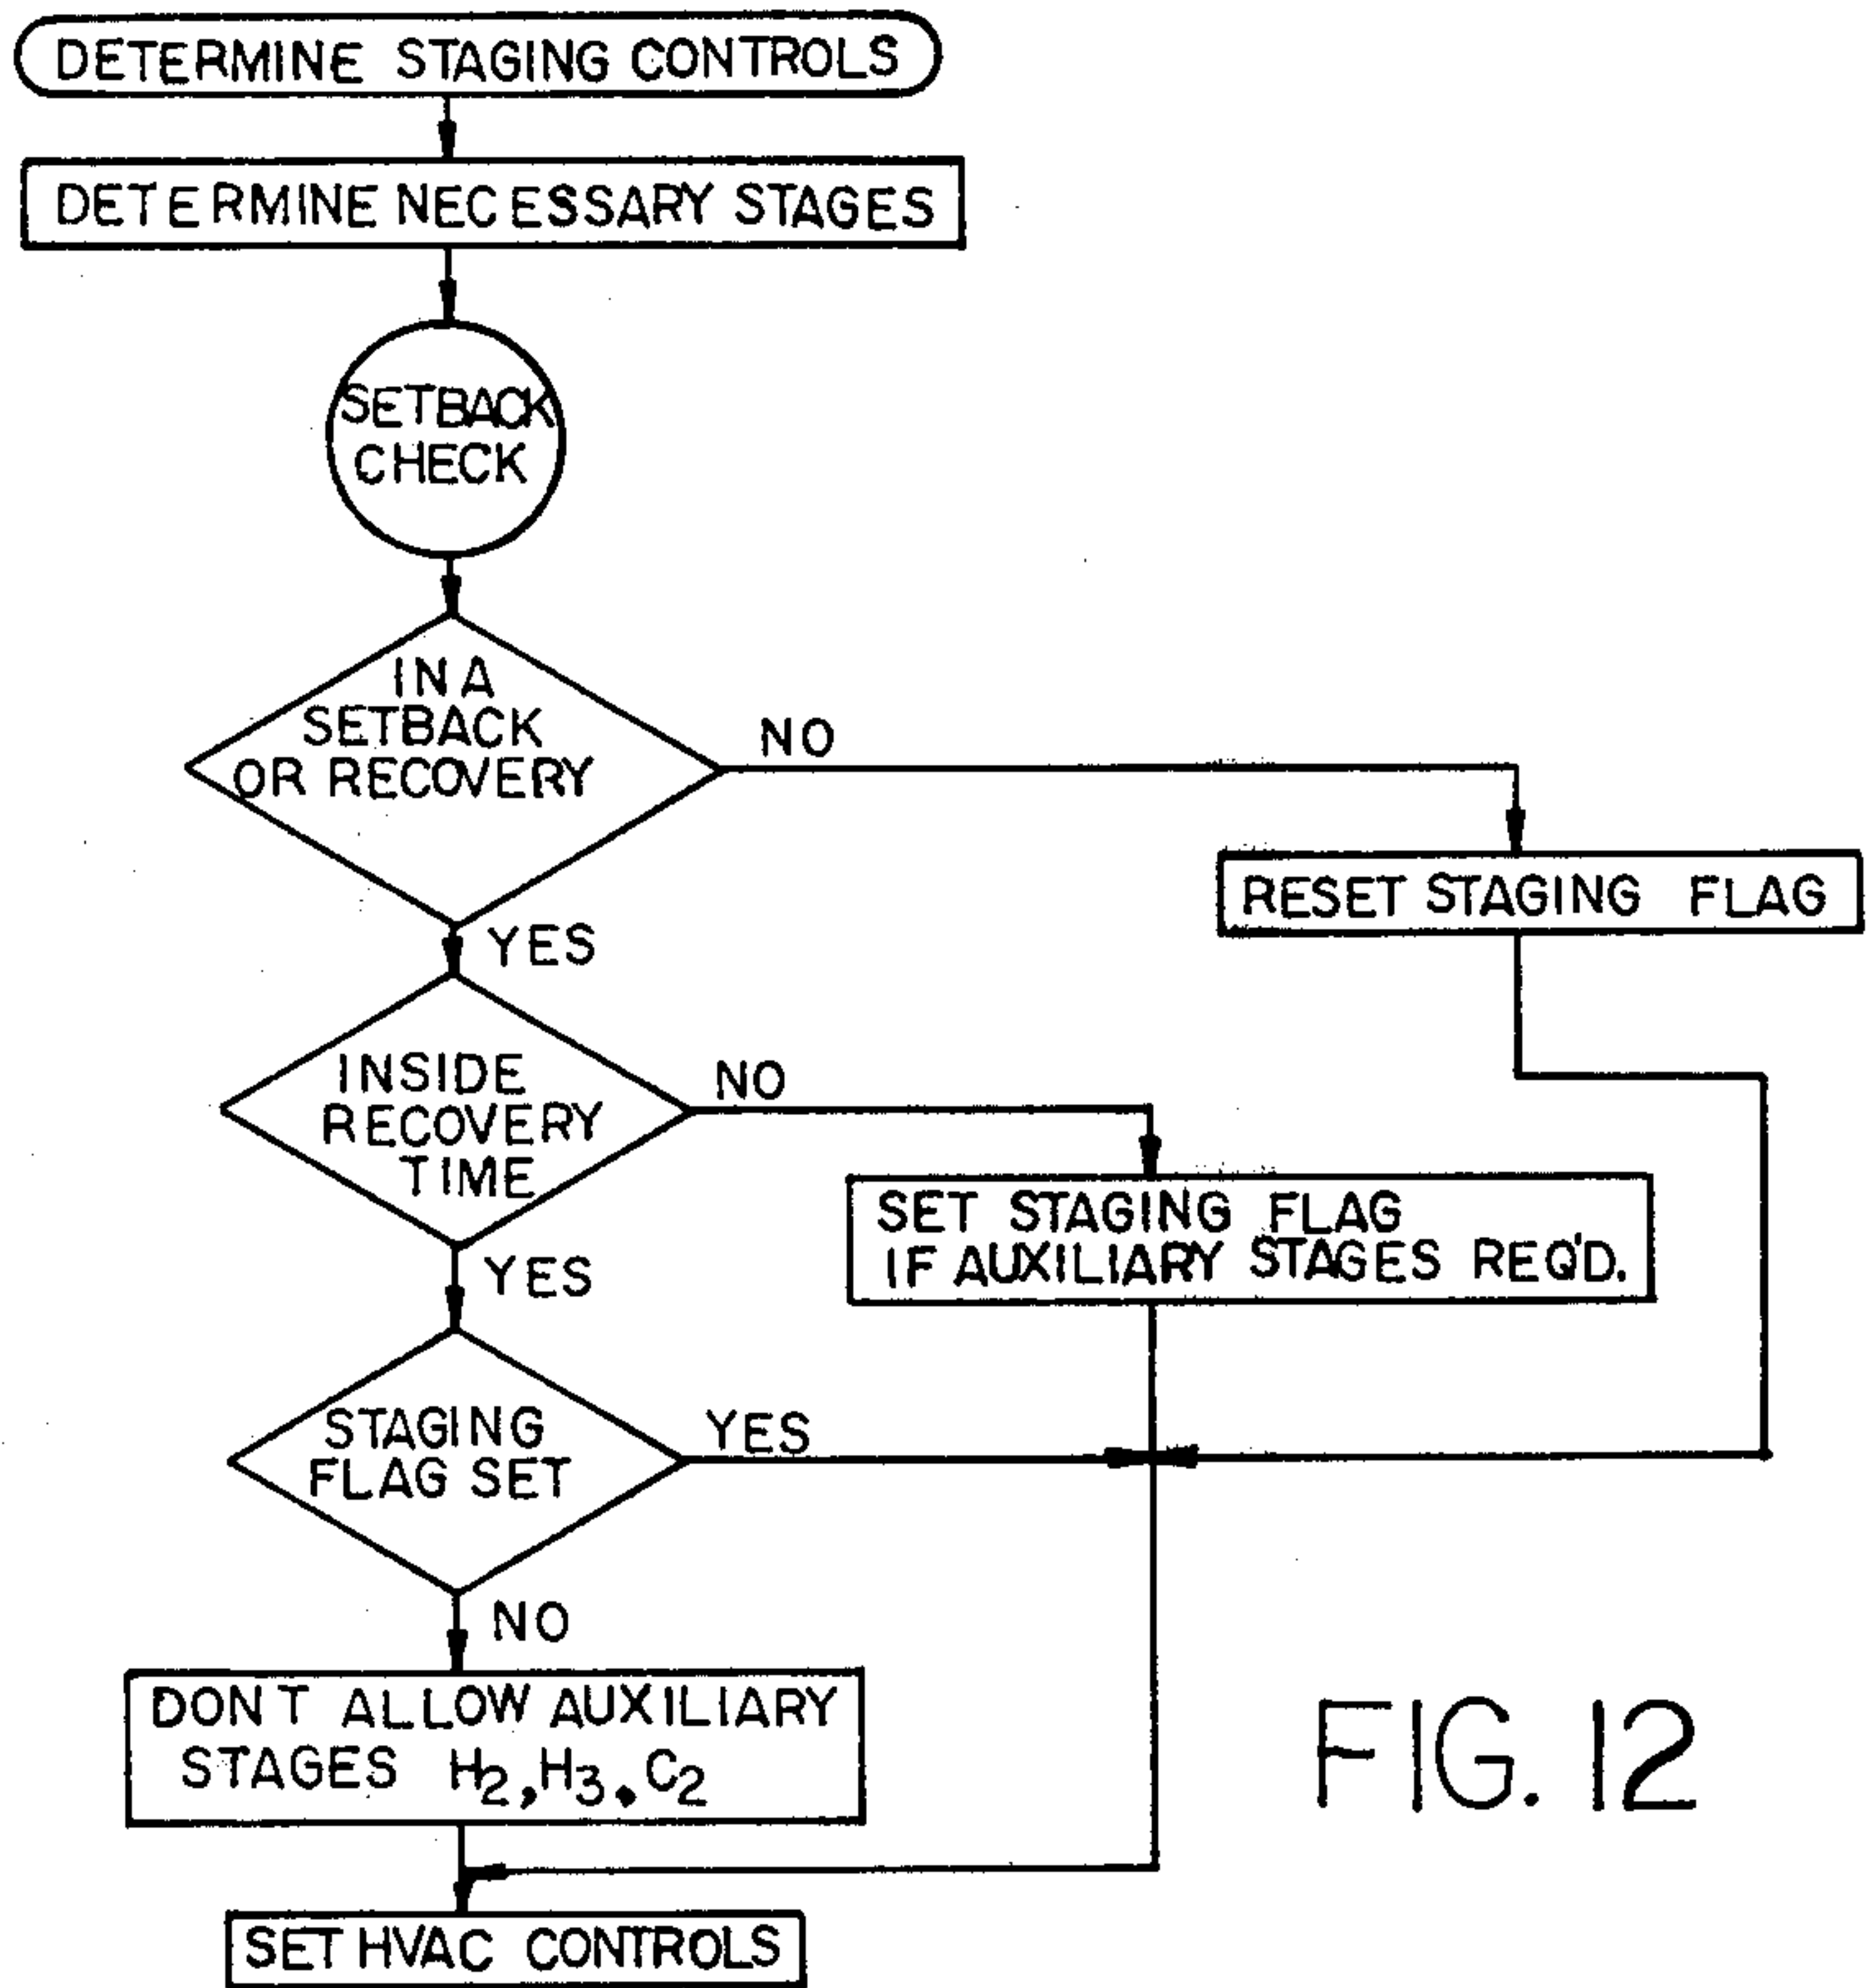 DETERMINE STAGING CONTROLS
DETERMINE NECESSARY STAGES
SETBACK
CHECK
IN A
SETBACK
OR RECOVERY
NO
RESET STAGING FLAG
YES
INSIDE
RECOVERY
TIME
NO
SET STAGING FLAG
IF AUXILIARY STAGES REQ'D.
YES
STAGING
FLAG SET
YES
NO
DON T ALLOW AUXILIARY
STAGES H2, H3. C2
SET HVAC CONTROLS
FIG. 12